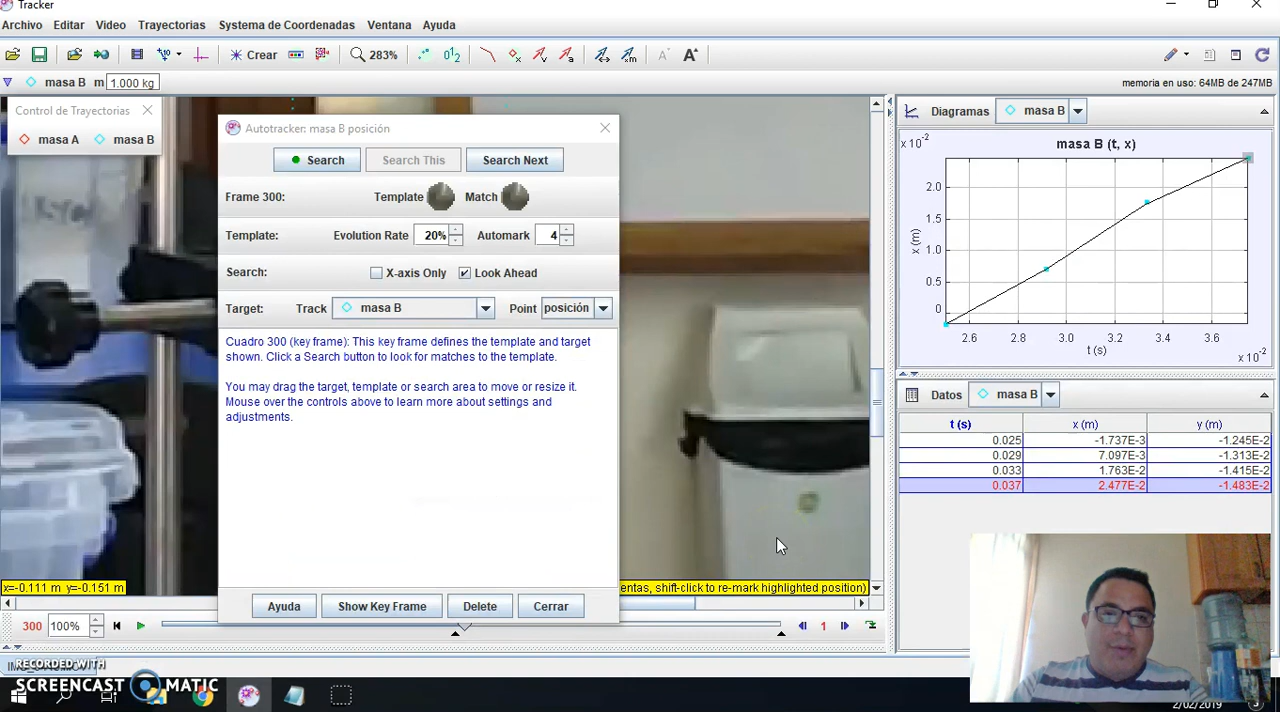 Tracker
Archivo Editar Video Trayectorias Sistema de Coordenadas Ventana Ayuda
Crear 283%
masa B m 1.000 kg memoria en uso: 64MB de 247MB
Control de Trayectorias
masa A masa B
Autotracker: masa B posición
Search Search This Search Next
Frame 300: Template Match
Template: Evolution Rate 20% Automark 4
Search: X-axis Only Look Ahead
Target: Track masa B Point posición
Cuadro 300 (key frame): This key frame defines the template and target
shown. Click a Search button to look for matches to the template.
You may drag the target, template or search area to move or resize it.
Mouse over the controls above to learn more about settings and
adjustments.
Ayuda Show Key Frame Delete Cerrar
x=-0.111 m y=-0.151 m
entas, shift-click to re-mark highlighted position)
300 100% 1
Diagramas masa B
x10^-2 masa B (t, x)
2.0
1.5
1.0
0.5
0
x (m)
2.6 2.8 3.0 3.2 3.4 3.6
t (s) x10^-2
Datos masa B
t (s) x (m) y (m)
0.025 -1.737E-3 -1.245E-2
0.029 7.097E-3 -1.313E-2
0.033 1.763E-2 -1.415E-2
0.037 2.477E-2 -1.483E-2
RECORDED WITH
SCREENCAST MATIC
2/02/2019